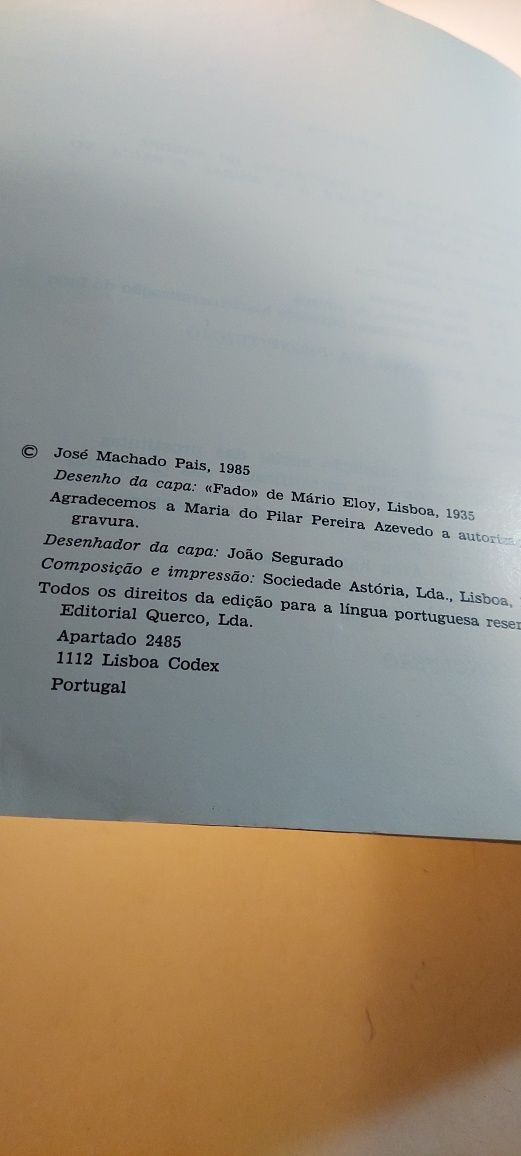 © José Machado Pais, 1985
Desenho da capa: «Fado» de Mário Eloy, Lisboa, 1935
Agradecemos a Maria do Pilar Pereira Azevedo a
gravura.
Desenhador da capa: João Segurado
Composição e impressão: Sociedade Astória, Lda., Lisboa,
Todos os direitos da edição para a língua portuguesa
Editorial Querco, Lda.
Apartado 2485
1112 Lisboa Codex
Portugal